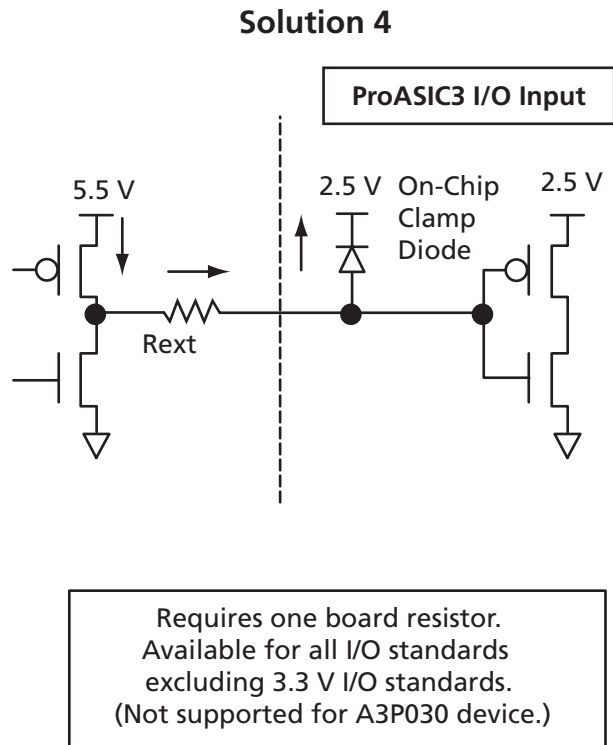 Solution 4
ProASIC3 I/O Input
5.5 V
2.5 V
On-Chip
Clamp
Diode
2.5 V
Rext
Requires one board resistor.
Available for all I/O standards
excluding 3.3 V I/O standards.
(Not supported for A3P030 device.)